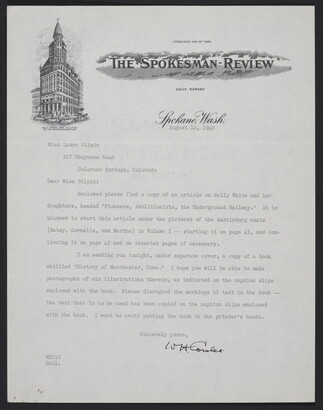 ESTABLISHED MAY 19TH 1883
THE SPOKESMAN-REVIEW
DAILY, SUNDAY
Spokane, Wash.
August 12, 1940
Miss Laura Gilpin
317 Cheyenne Road
Colorado Springs, Colorado
Dear Miss Gilpin:
Enclosed please find a copy of an article on Sally White and her
daughters, headed "Pioneers, Abolitionists, the Underground Railway." It is
planned to start this article under the pictures of the
(Betsy, Cornelia, and Martha) in Volume I -- starting it on page 43, and con-
tinuing it on page 45 and on inserted pages if necessary.
I am sending you tonight, under separate cover, a copy of a book
entitled "History of Manchester, Conn." I hope you will be able to make
photographs of six illustrations therein, as indicated on the caption slips
enclosed with the book. Please disregard the markings of text in the book --
the text that is to be used has been copied on the caption slips enclosed
with the book. I want to avoid putting the book in the printer's hands.
Sincerely yours,
W H Cowles
WHC:
Encl.